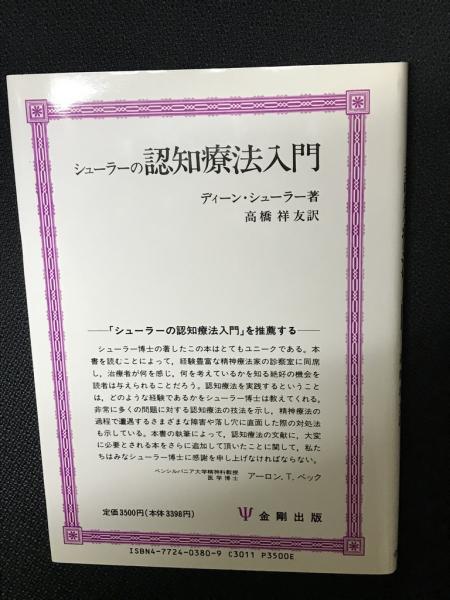 シューラーの認知療法入門
ディーン・シューラー著
高橋祥友訳
「シューラーの認知療法入門」を推薦する
シューラー博士の著したこの本はとてもユニークである。本
書を読むことによって，経験豊富な精神療法家の診察室に同席
し，治療者が何を感じ，何を考えているかを知る絶好の機会を
読者は与えられることだろう。認知療法を実践するということ
は，どのような経験であるかをシューラー博士は教えてくれる。
非常に多くの問題に対する認知療法の技法を示し，精神療法の
過程で遭遇するさまざまな障害や落し穴に直面した際の対処法
も示している。本書の執筆によって，認知療法の文献に，大変
に必要とされる本をさらに追加して頂いたことに関して，私た
ちはみなシューラー博士に感謝を申し上げなければならない。
ペンシルバニア大学精神科教授
医学博士 アーロン．T．ベック
定価3500円(本体3398円)
Ψ 金剛出版
ISBN4-7724-0380-9 C3011 P3500E